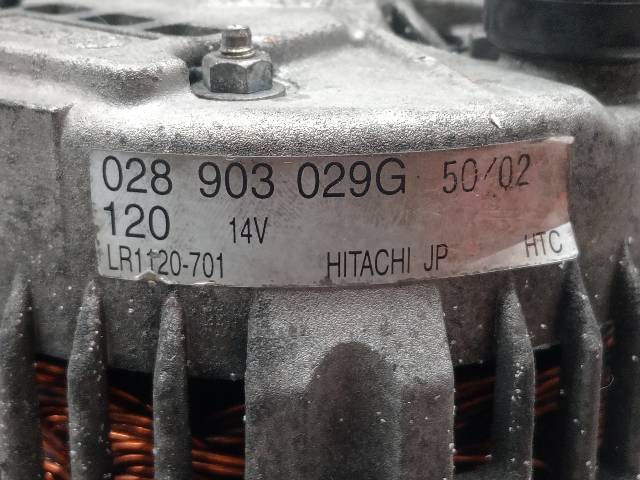 028 903 029G 50/02
120 14V
LR1120-701 HITACHI JP HTC